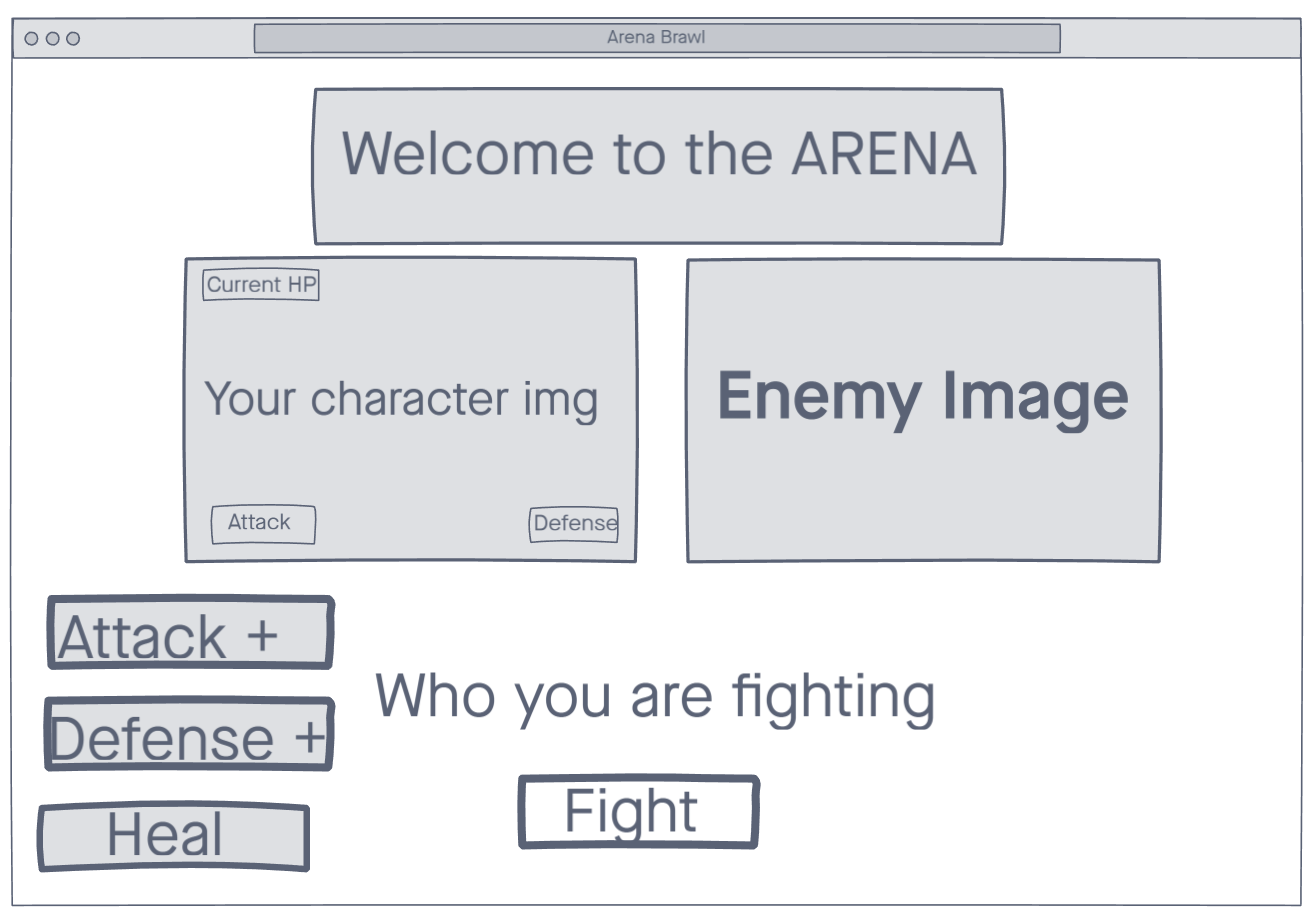 Arena Brawl
Welcome to the ARENA
Current HP
Your character img
Attack
Defense
Enemy Image
Attack +
Defense +
Heal
Who you are fighting
Fight